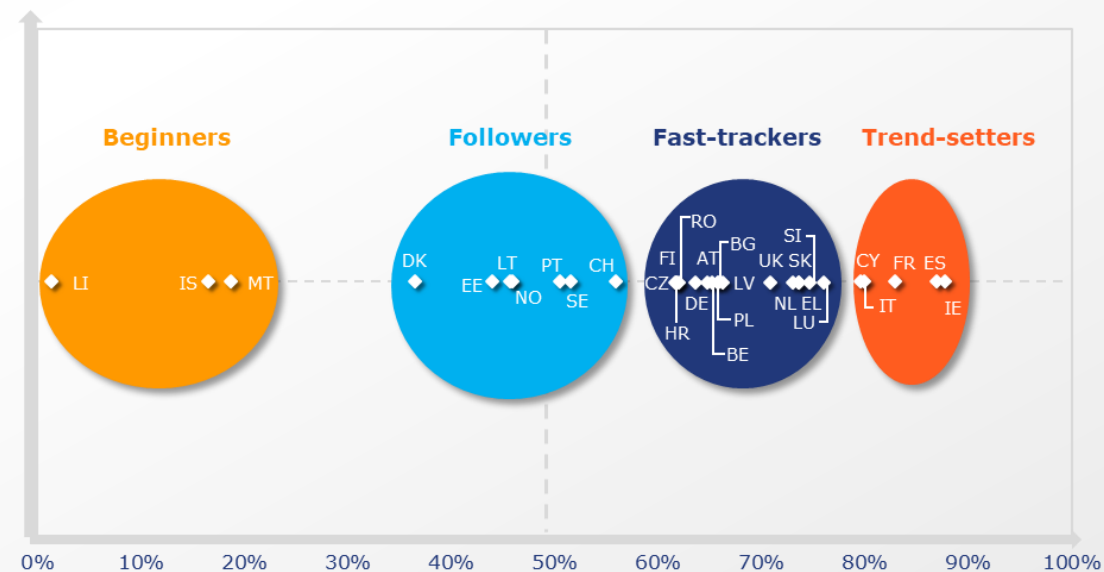 Beginners Followers Fast-trackers Trend-setters
LI IS MT
DK EE LT NO PT SE CH
RO
BG
SI
FI AT UK SK
CZ LV
DE NL EL
LU
PL
HR
BE
CY FR ES
IT IE
0% 10% 20% 30% 40% 50% 60% 70% 80% 90% 100%